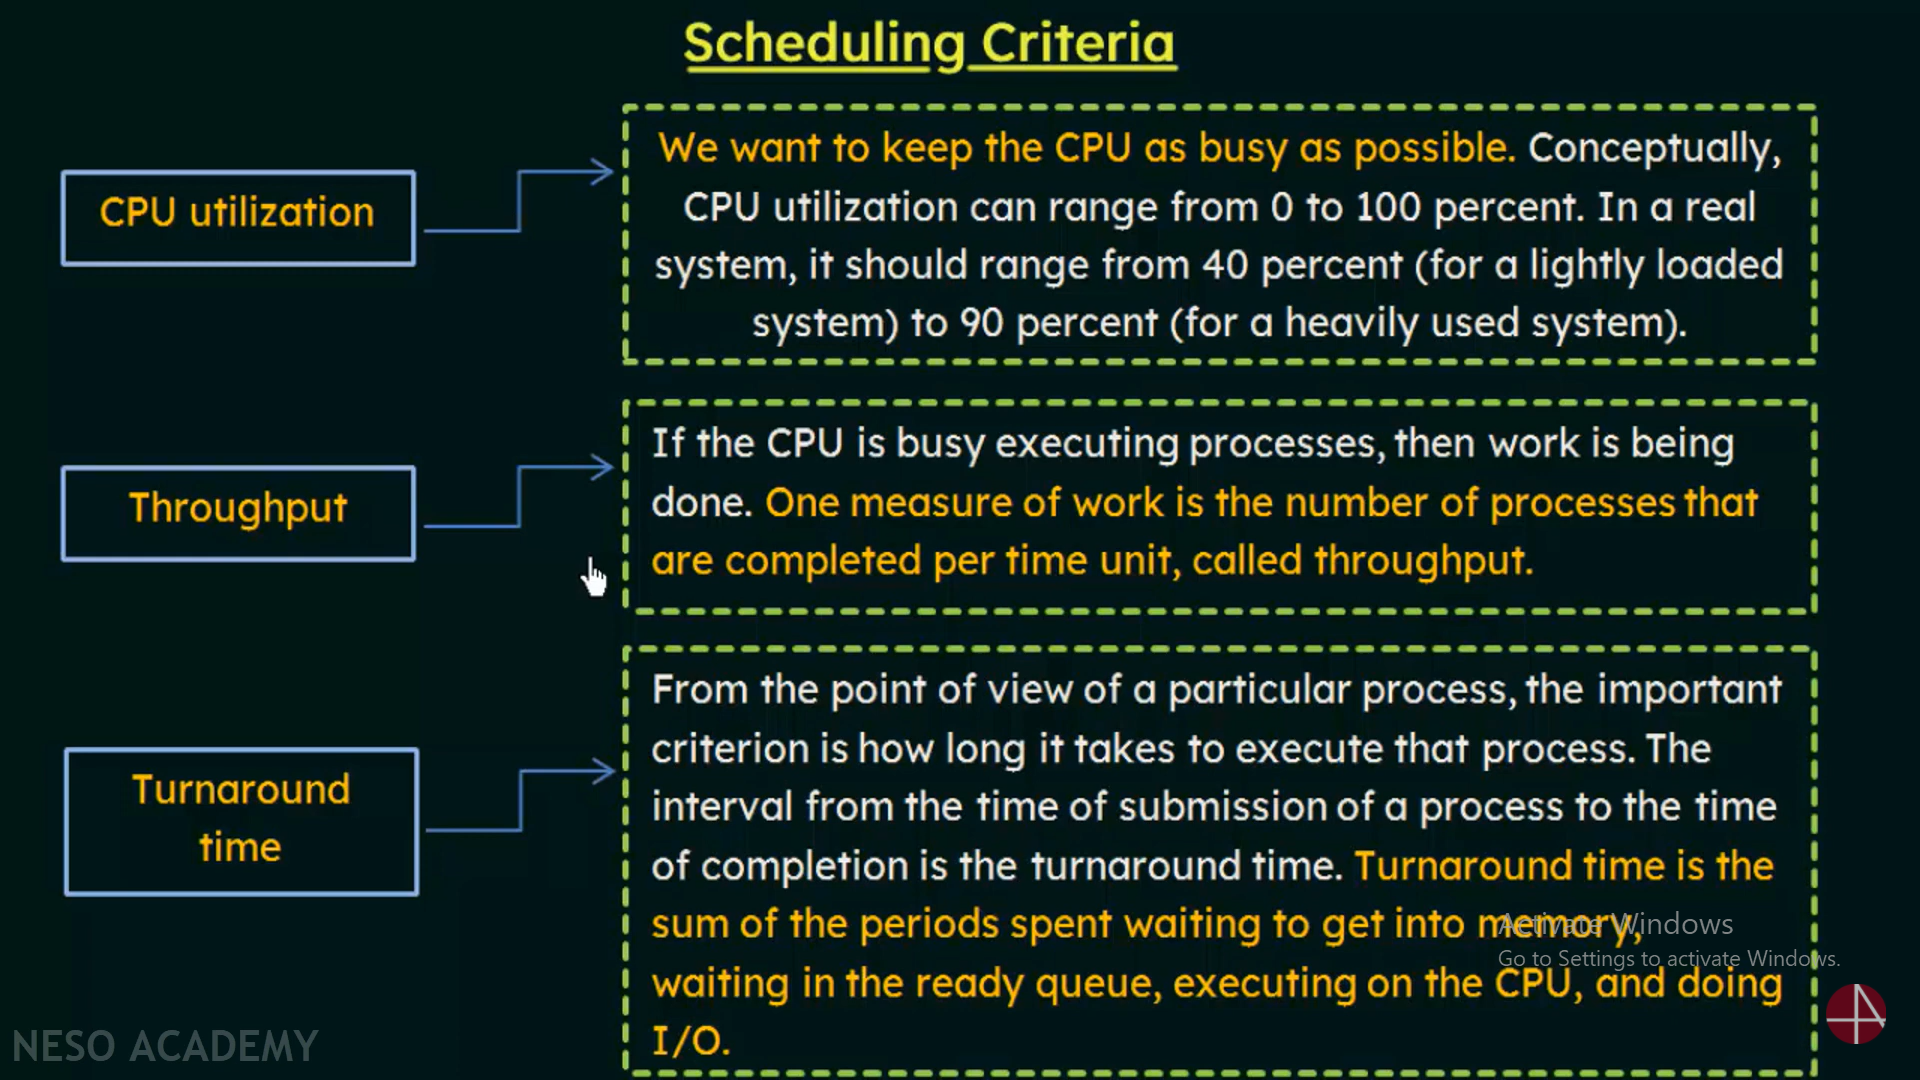 Scheduling Criteria
CPU utilization
We want to keep the CPU as busy as possible. Conceptually,
CPU utilization can range from 0 to 100 percent. In a real
system, it should range from 40 percent (for a lightly loaded
system) to 90 percent (for a heavily used system).
Throughput
If the CPU is busy executing processes, then work is being
done. One measure of work is the number of processes that
are completed per time unit, called throughput.
Turnaround
time
From the point of view of a particular process, the important
criterion is how long it takes to execute that process. The
interval from the time of submission of a process to the time
of completion is the turnaround time. Turnaround time is the
sum of the periods spent waiting to get into memory,
waiting in the ready queue, executing on the CPU, and doing
I/O.
Activate Windows
Go to Settings to activate Windows.
NESO ACADEMY